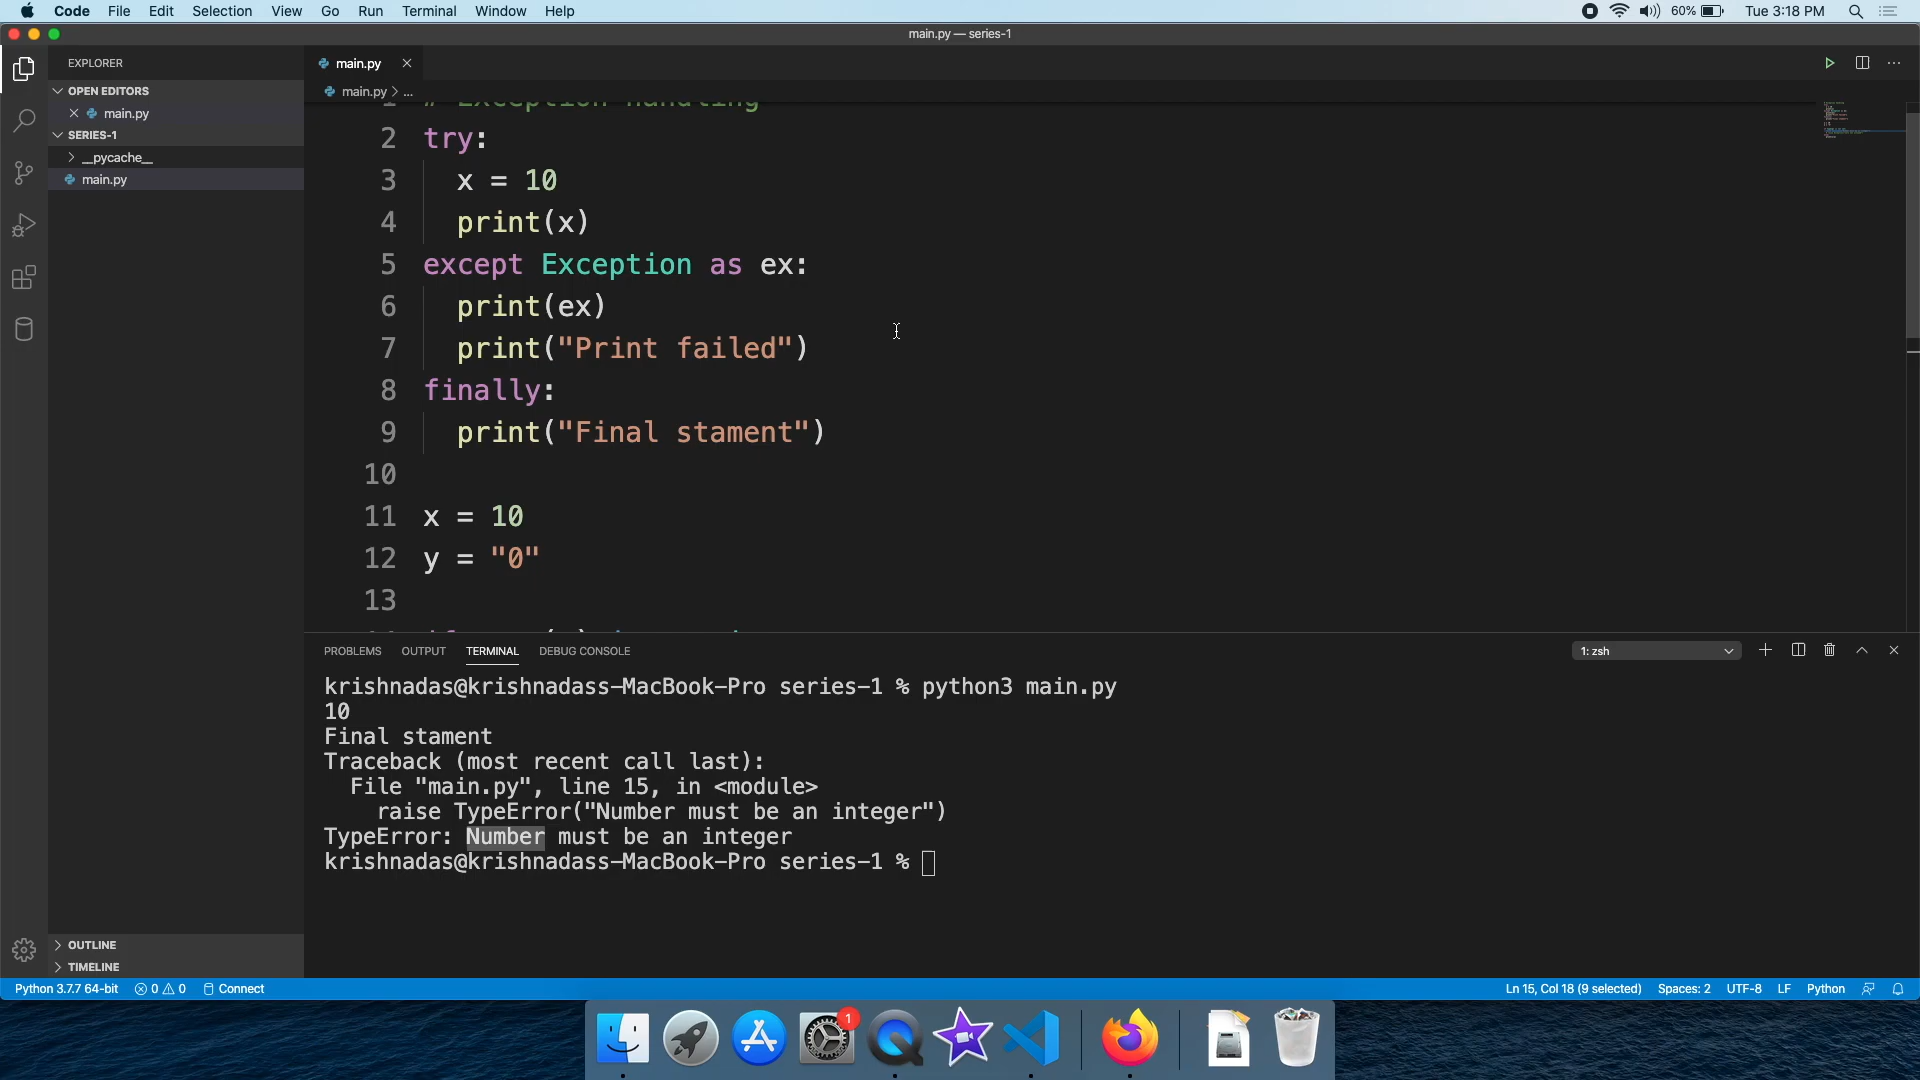 Code File Edit Selection View Go Run Terminal Window Help 60% Tue 3:18 PM
main.py — series-1
EXPLORER
OPEN EDITORS
main.py
SERIES-1
__pycache__
main.py
main.py
main.py > ...
1 # Exception handling
2 try:
3 x = 10
4 print(x)
5 except Exception as ex:
6 print(ex)
7 print("Print failed")
8 finally:
9 print("Final stament")
10
11 x = 10
12 y = "0"
13
PROBLEMS OUTPUT TERMINAL DEBUG CONSOLE 1: zsh
krishnadas@krishnadass-MacBook-Pro series-1 % python3 main.py
10
Final stament
Traceback (most recent call last):
File "main.py", line 15, in <module>
raise TypeError("Number must be an integer")
TypeError: Number must be an integer
krishnadas@krishnadass-MacBook-Pro series-1 %
OUTLINE
TIMELINE
Python 3.7.7 64-bit 0 0 Connect Ln 15, Col 18 (9 selected) Spaces: 2 UTF-8 LF Python
1